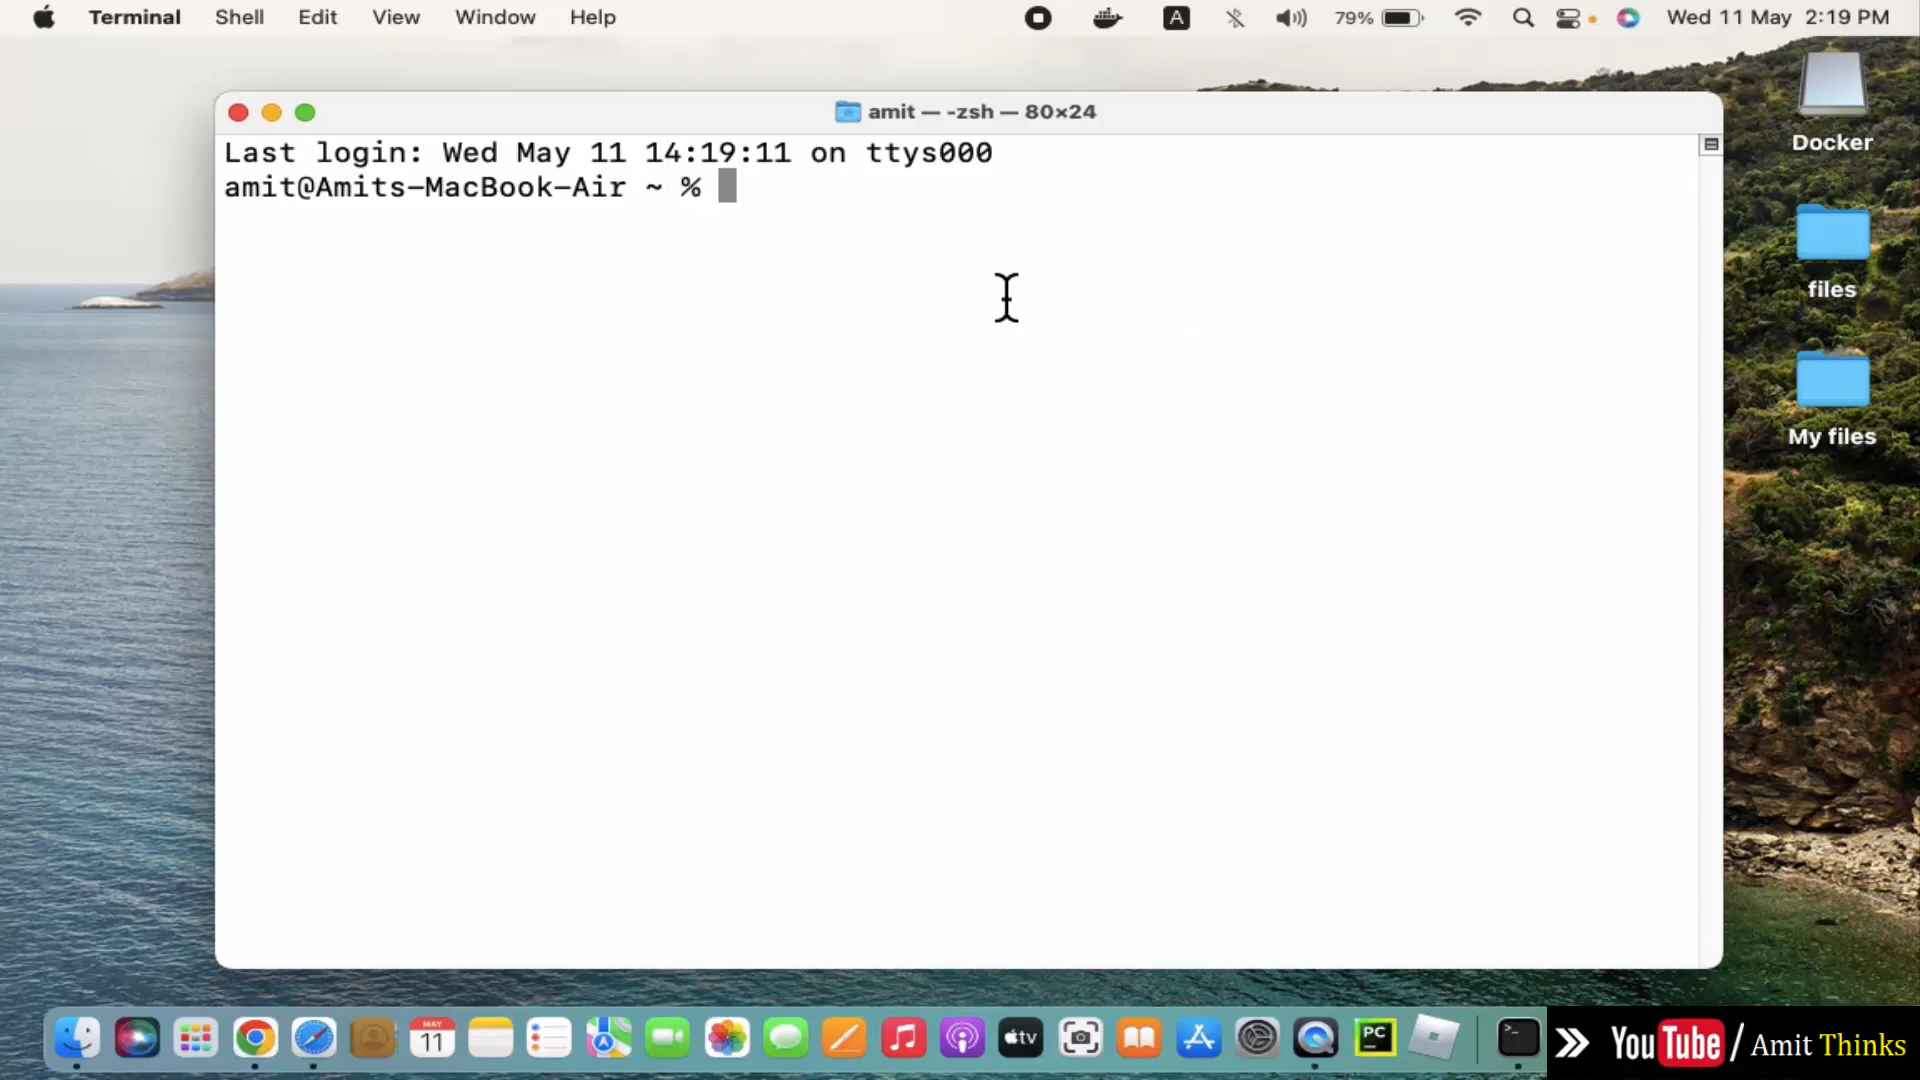 Terminal Shell Edit View Window Help A 79% Wed 11 May 2:19 PM
amit — -zsh — 80×24
Last login: Wed May 11 14:19:11 on ttys000
amit@Amits-MacBook-Air ~ %
Docker
files
My files
MAY
11
tv
PC
>_
YouTube / Amit Thinks